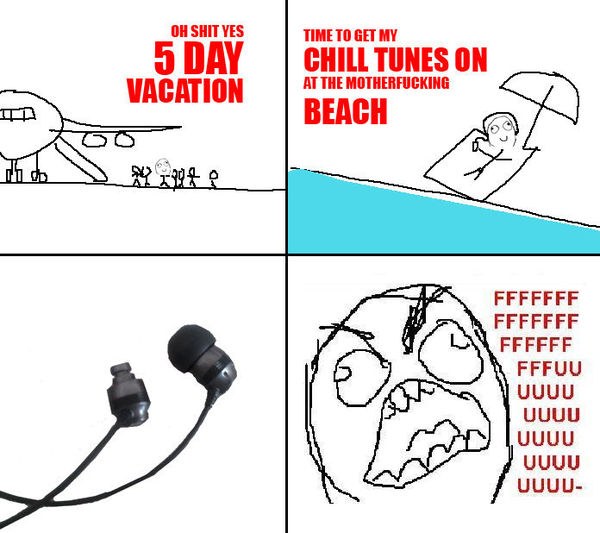 OH SHIT YES
5 DAY
VACATION
TIME TO GET MY
CHILL TUNES ON
AT THE MOTHERFUCKING
BEACH
FFFFFFF
FFFFFFF
FFFFFF
FFFUU
UUUU
UUUU
UUUU
UUUU
UUUU-